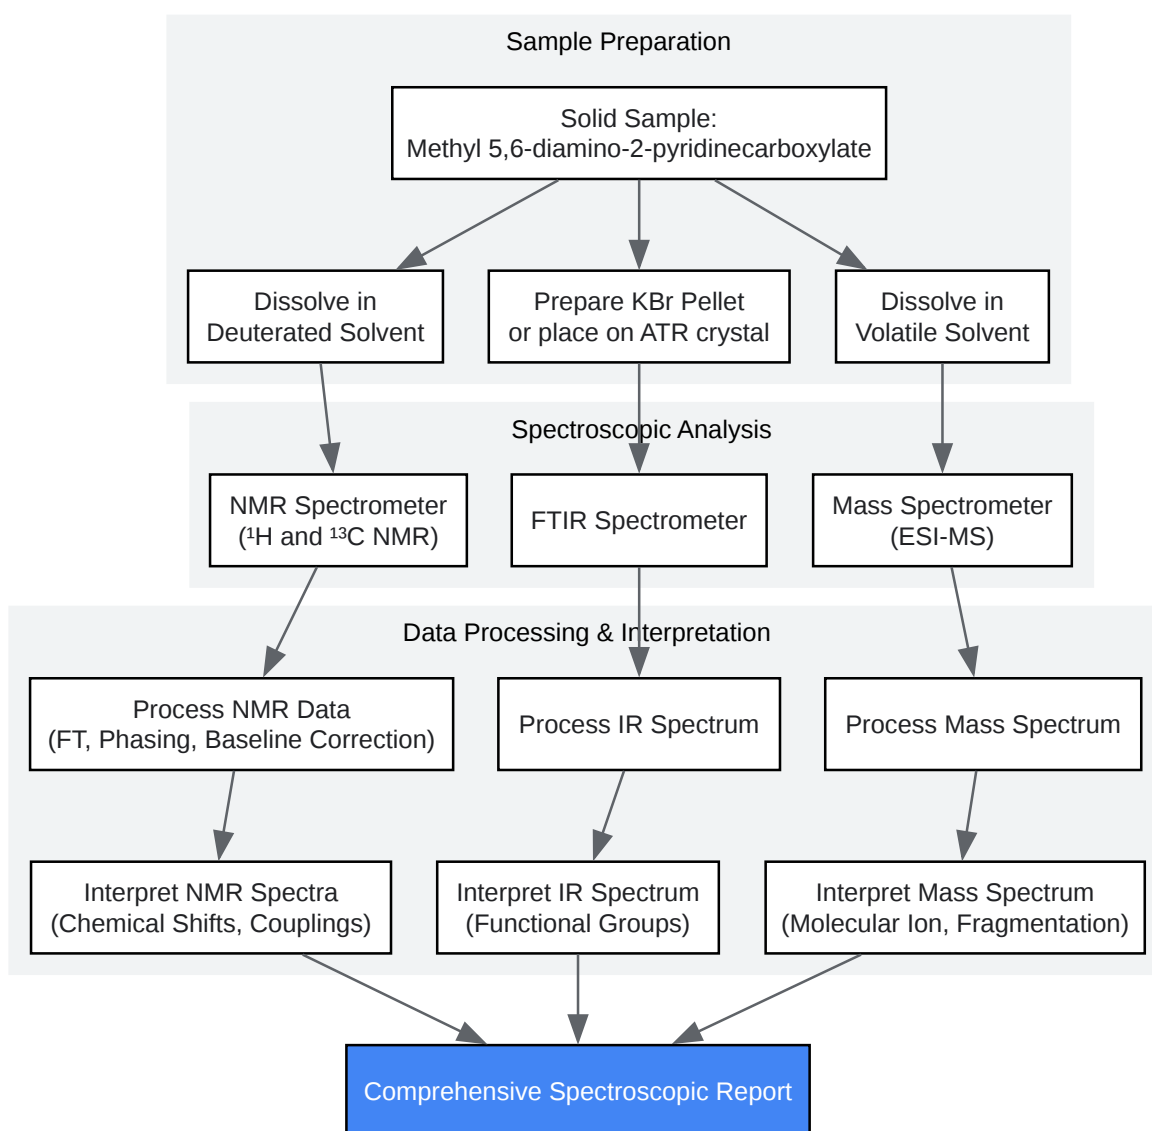 Sample Preparation
Solid Sample:
Methyl 5,6-diamino-2-pyridinecarboxylate
Dissolve in
Deuterated Solvent
Prepare KBr Pellet
or place on ATR crystal
Dissolve in
Volatile Solvent
Spectroscopic Analysis
NMR Spectrometer
(¹H and ¹³C NMR)
FTIR Spectrometer
Mass Spectrometer
(ESI-MS)
Data Processing & Interpretation
Process NMR Data
(FT, Phasing, Baseline Correction)
Process IR Spectrum
Process Mass Spectrum
Interpret NMR Spectra
(Chemical Shifts, Couplings)
Interpret IR Spectrum
(Functional Groups)
Interpret Mass Spectrum
(Molecular Ion, Fragmentation)
Comprehensive Spectroscopic Report